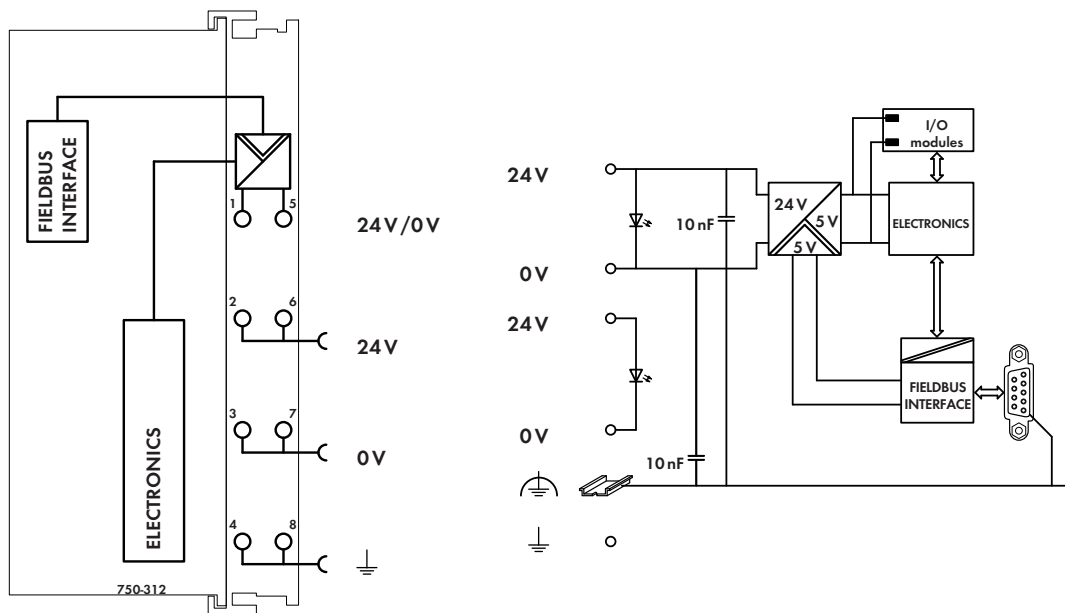 FIELDBUS
INTERFACE
1
5
24V/0V
2
6
24V
ELECTRONICS
3
7
0V
4
8
750-312
24V
0V
24V
0V
10nF
10nF
24V
5V
5V
I/O
modules
ELECTRONICS
FIELDBUS
INTERFACE